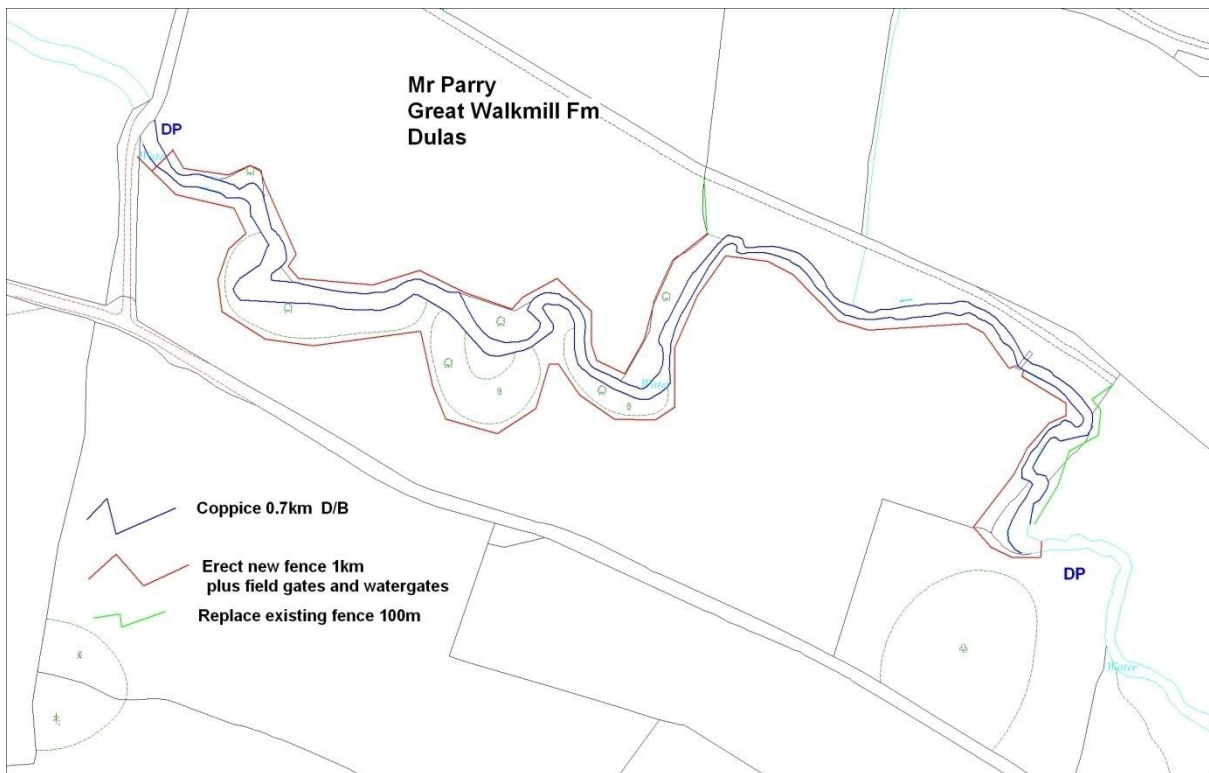 Mr Parry
Great Walkmill Fm
Dulas
DP
Water
Water
Coppice 0.7km D/B
Erect new fence 1km
plus field gates and watergates
Replace existing fence 100m
DP
Water